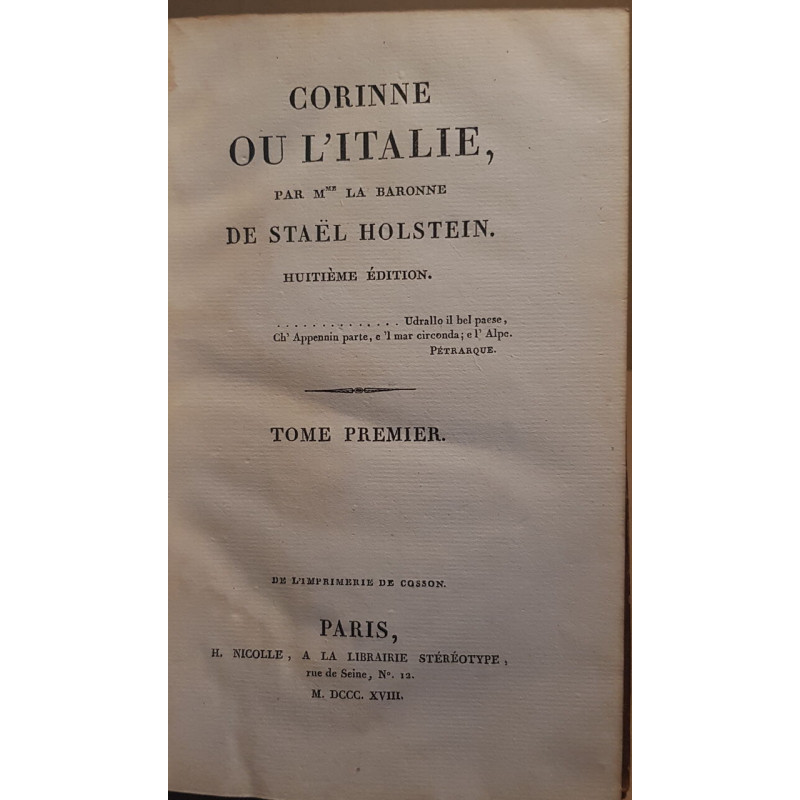 CORINNE
OU L'ITALIE,
PAR Mme LA BARONNE
DE STAËL HOLSTEIN.
HUITIÈME ÉDITION.
. . . . . . . . . . . . . . Udrallo il bel paese,
Ch' Appennin parte, e 'l mar circonda; e l' Alpe.
PÉTRARQUE.
TOME PREMIER.
DE L'IMPRIMERIE DE COSSON.
PARIS,
H. NICOLLE, A LA LIBRAIRIE STÉRÉOTYPE,
rue de Seine, No. 12.
M. DCCC. XVIII.